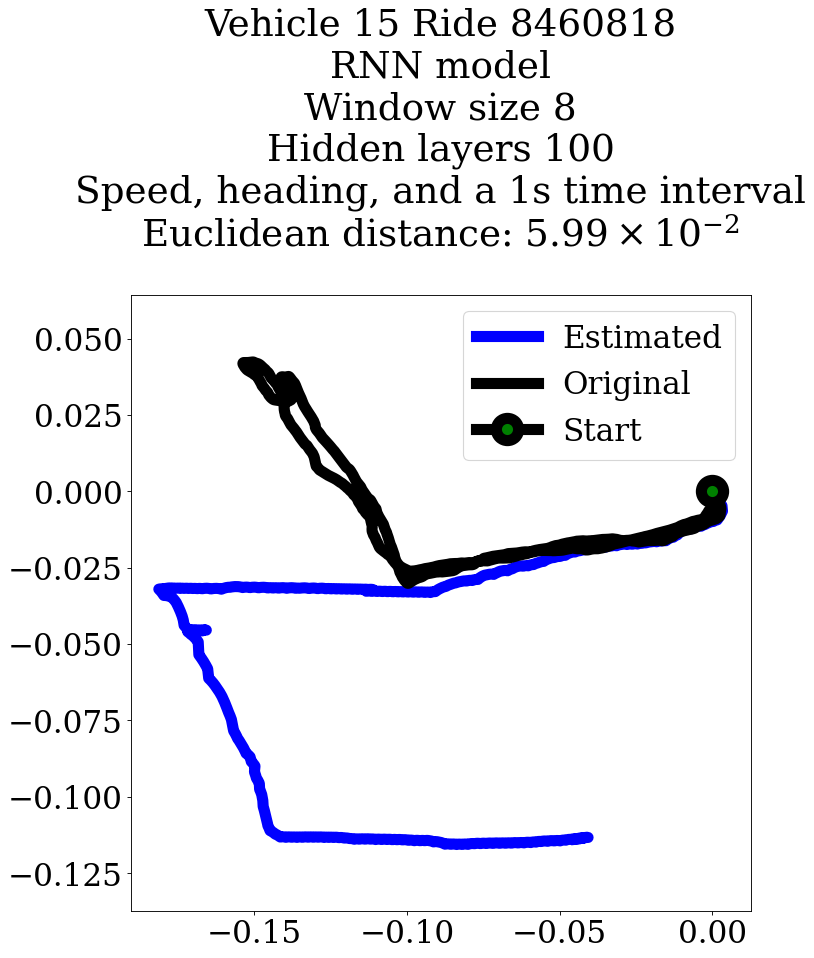 Vehicle 15 Ride 8460818
RNN model
Window size 8
Hidden layers 100
Speed, heading, and a 1s time interval
Euclidean distance: 5.99 × 10⁻²
Estimated
Original
Start
0.050
0.025
0.000
−0.025
−0.050
−0.075
−0.100
−0.125
−0.15
−0.10
−0.05
0.00